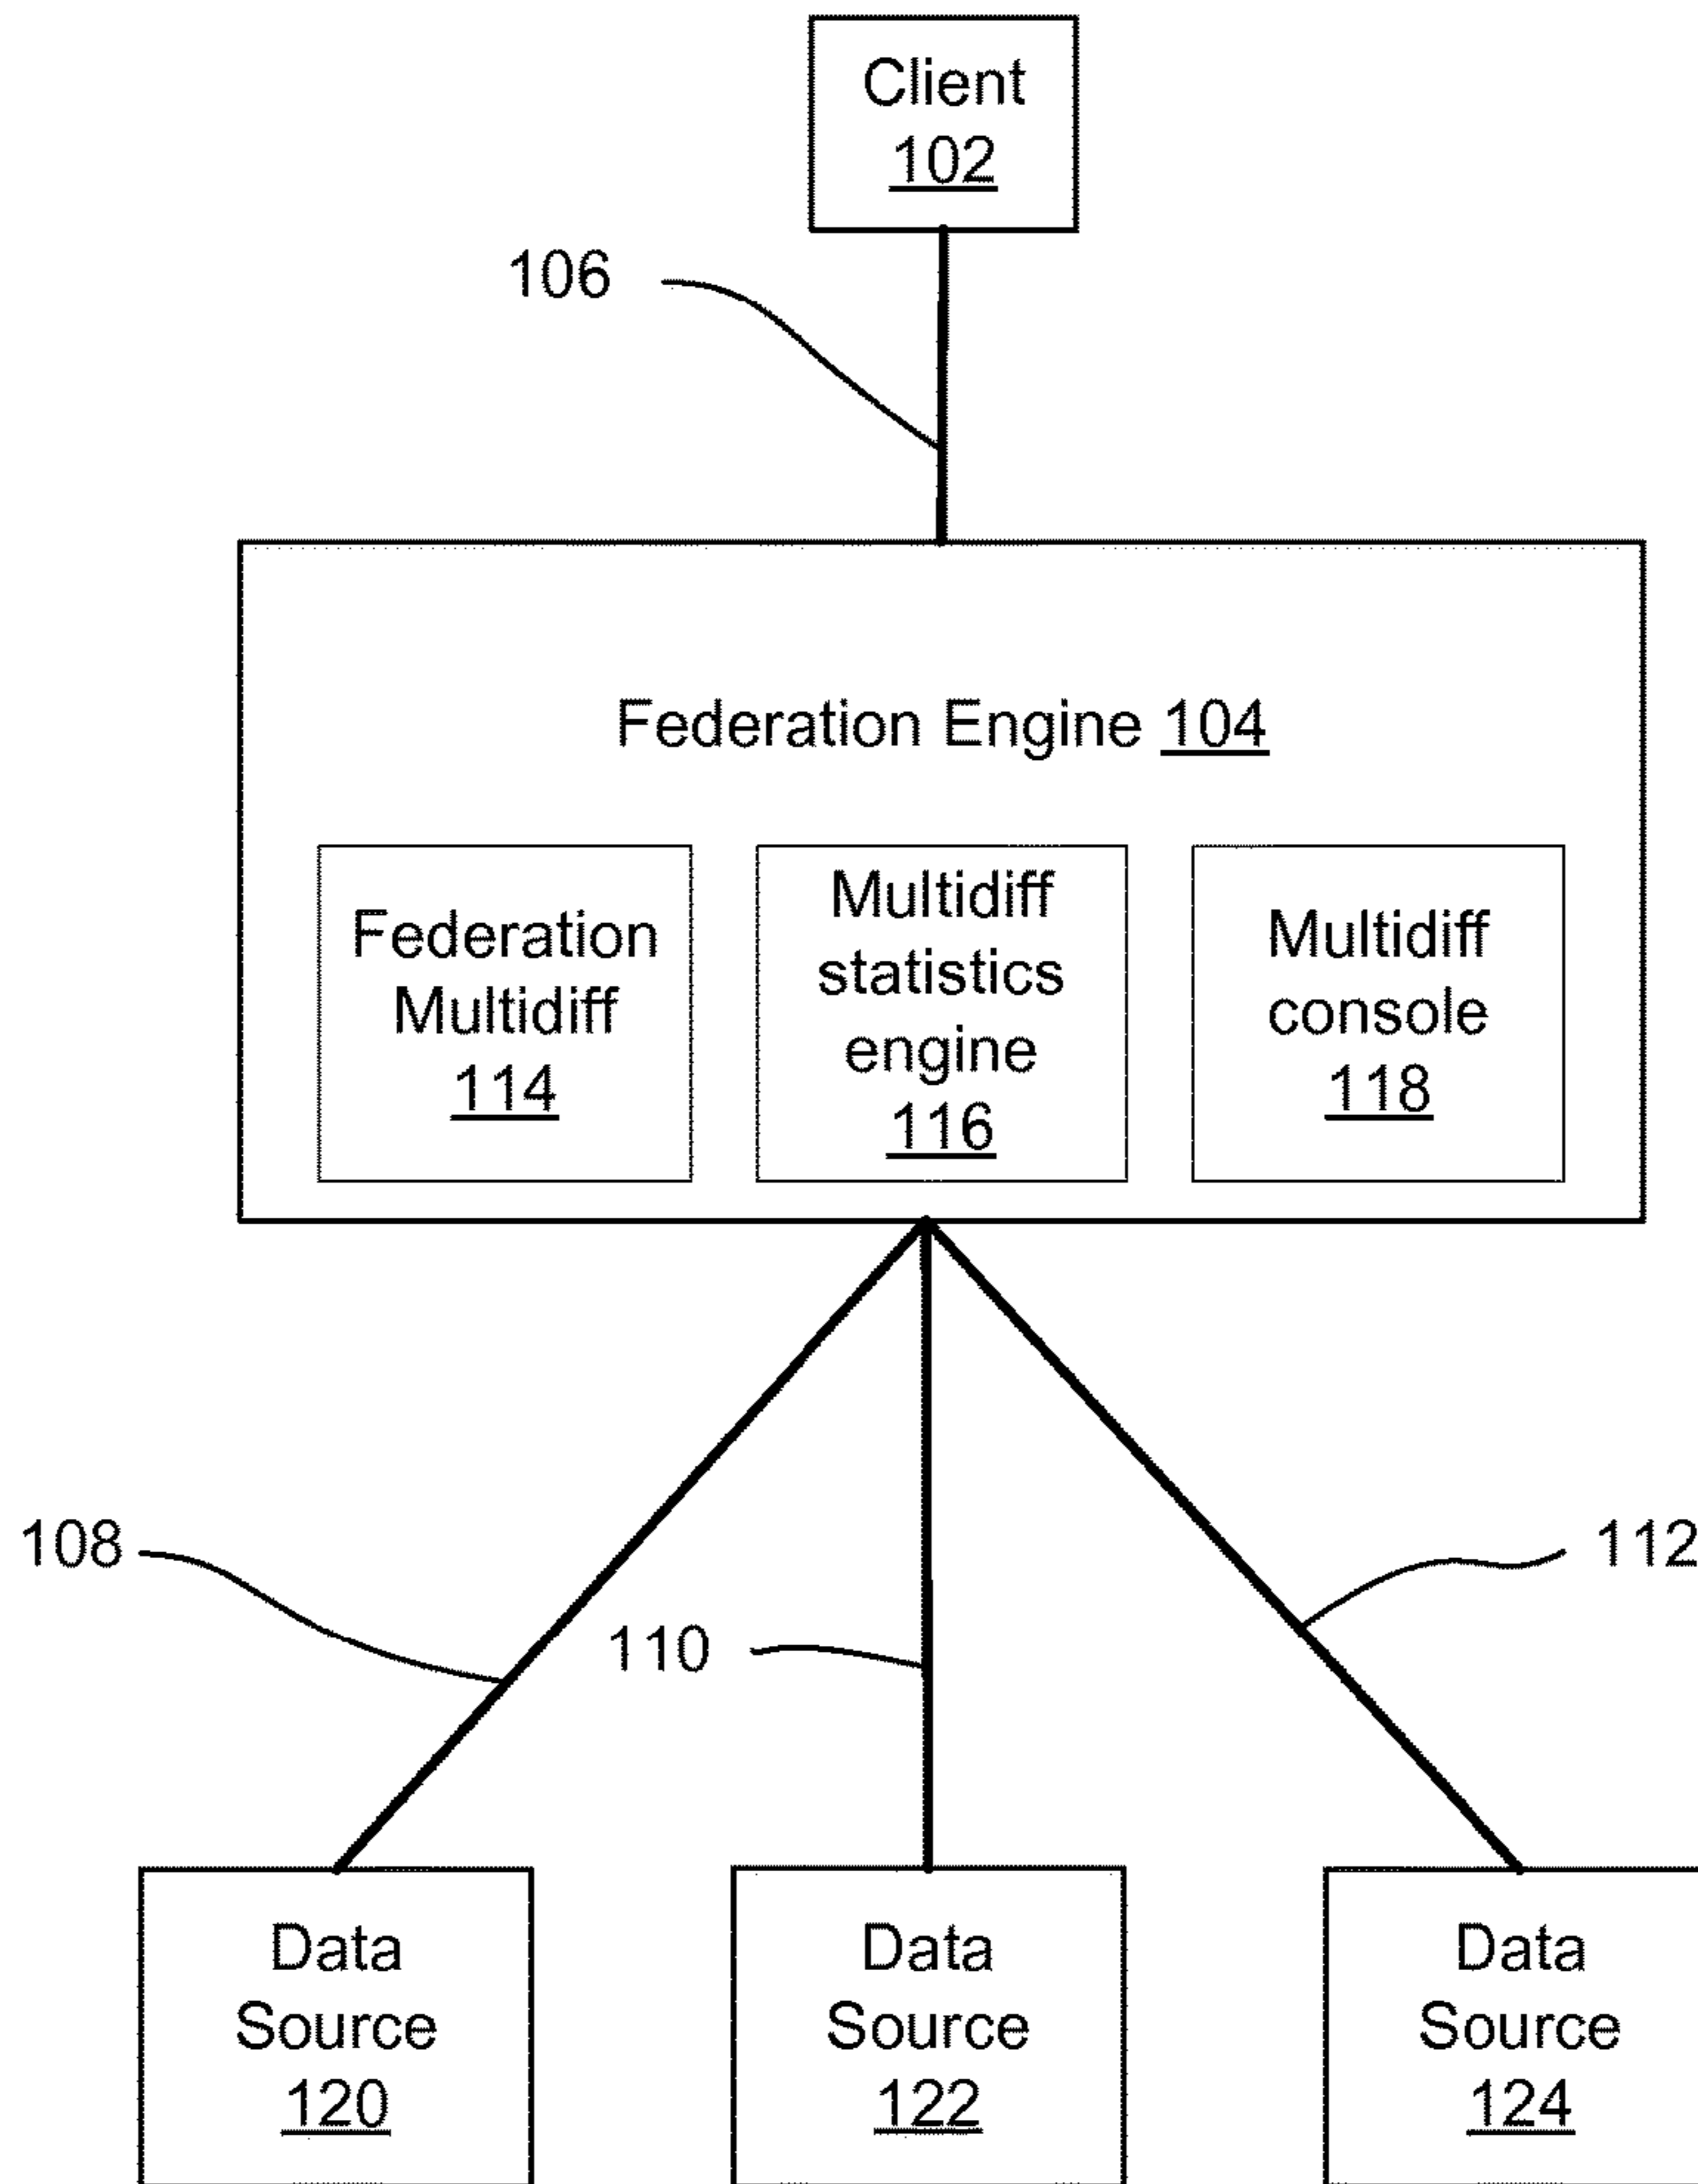 Client
102
106
Federation Engine 104
Federation
Multidiff
114
Multidiff
statistics
engine
116
Multidiff
console
118
108
110
112
Data
Source
120
Data
Source
122
Data
Source
124